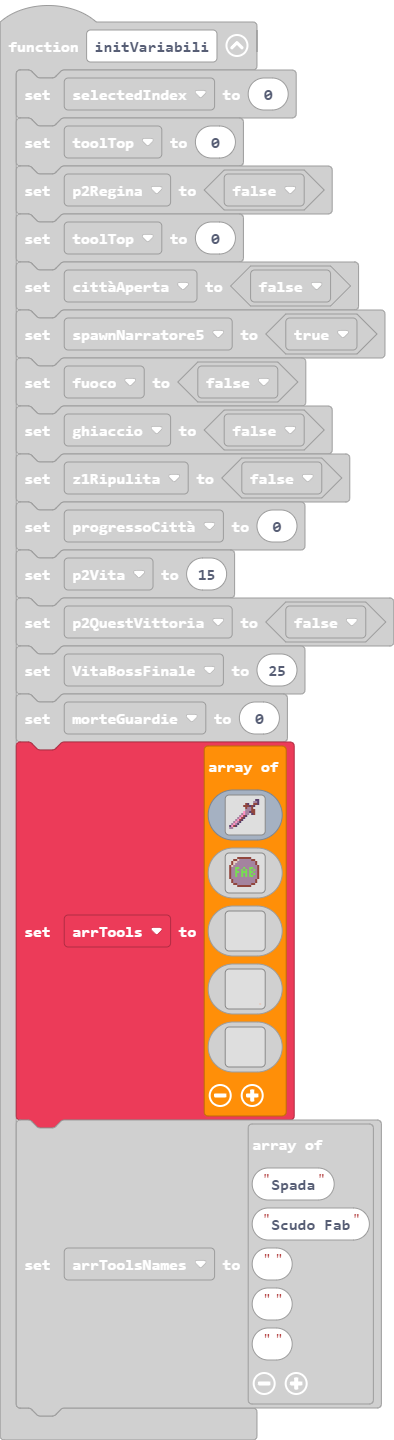 function initVariabili
set selectedIndex to 0
set toolTop to 0
set p2Regina to false
set toolTop to 0
set cittàAperta to false
set spawnNarratore5 to true
set fuoco to false
set ghiaccio to false
set z1Ripulita to false
set progressoCittà to 0
set p2Vita to 15
set p2QuestVittoria to false
set VitaBossFinale to 25
set morteGuardie to 0
array of
FAB
set arrTools to
array of
"Spada"
"Scudo Fab"
" "
set arrToolsNames to
" "
" "